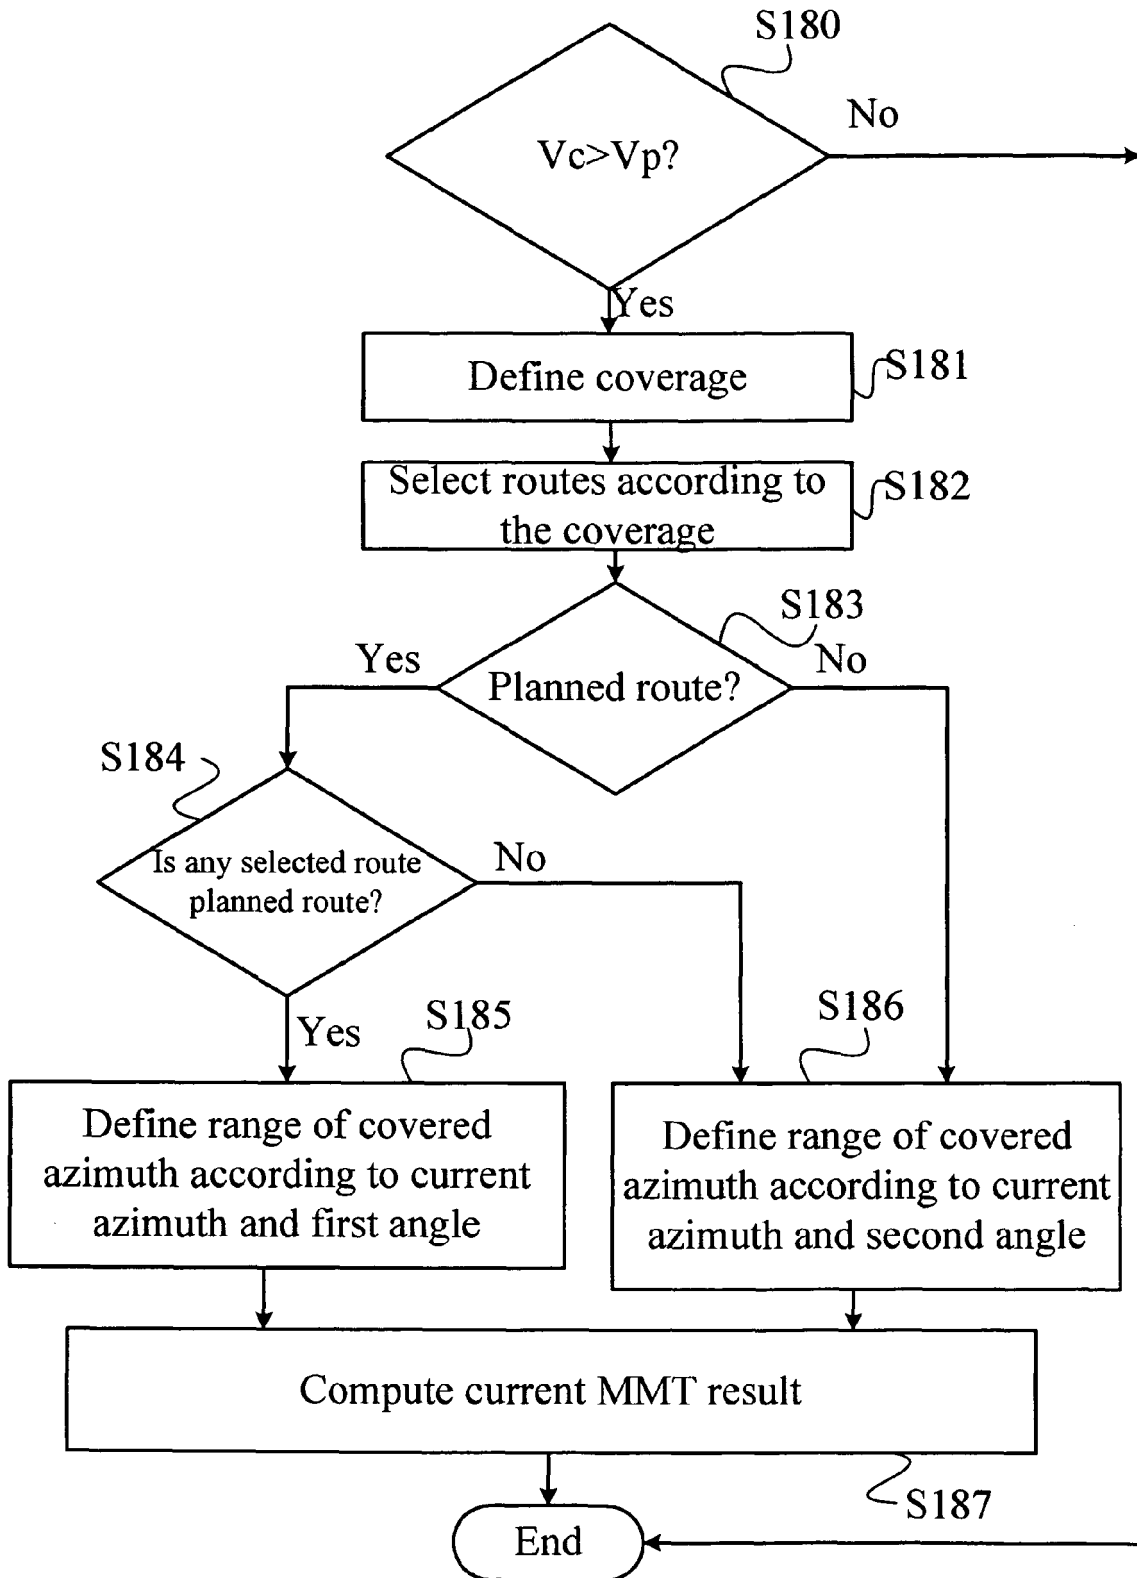 S180
No
Vc>Vp?
Yes
Define coverage
S181
Select routes according to
the coverage
S182
S183
Yes
No
Planned route?
S184
Is any selected route
planned route?
No
Yes
S185
S186
Define range of covered
azimuth according to current
azimuth and first angle
Define range of covered
azimuth according to current
azimuth and second angle
Compute current MMT result
S187
End